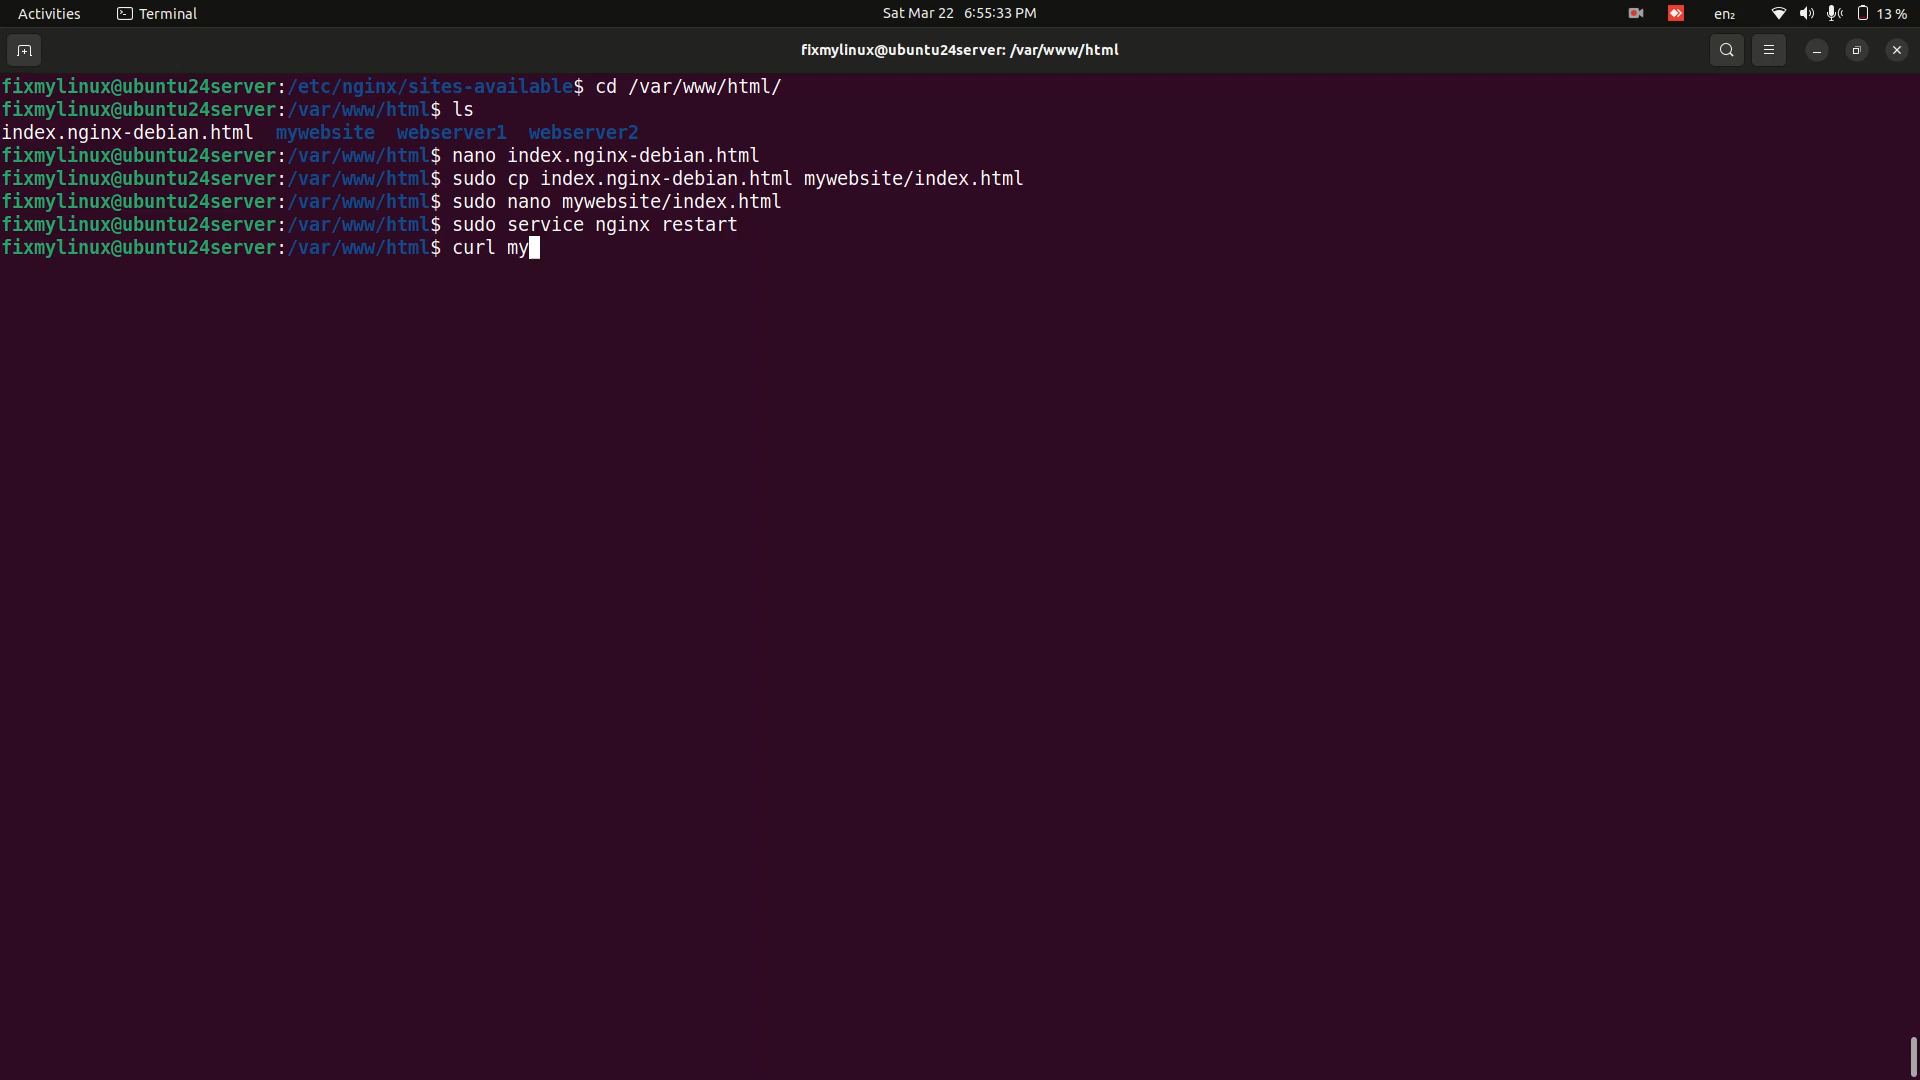 Activities Terminal Sat Mar 22 6:55:33 PM en₂ 13 %
fixmylinux@ubuntu24server: /var/www/html
fixmylinux@ubuntu24server:/etc/nginx/sites-available$ cd /var/www/html/
fixmylinux@ubuntu24server:/var/www/html$ ls
index.nginx-debian.html mywebsite webserver1 webserver2
fixmylinux@ubuntu24server:/var/www/html$ nano index.nginx-debian.html
fixmylinux@ubuntu24server:/var/www/html$ sudo cp index.nginx-debian.html mywebsite/index.html
fixmylinux@ubuntu24server:/var/www/html$ sudo nano mywebsite/index.html
fixmylinux@ubuntu24server:/var/www/html$ sudo service nginx restart
fixmylinux@ubuntu24server:/var/www/html$ curl my